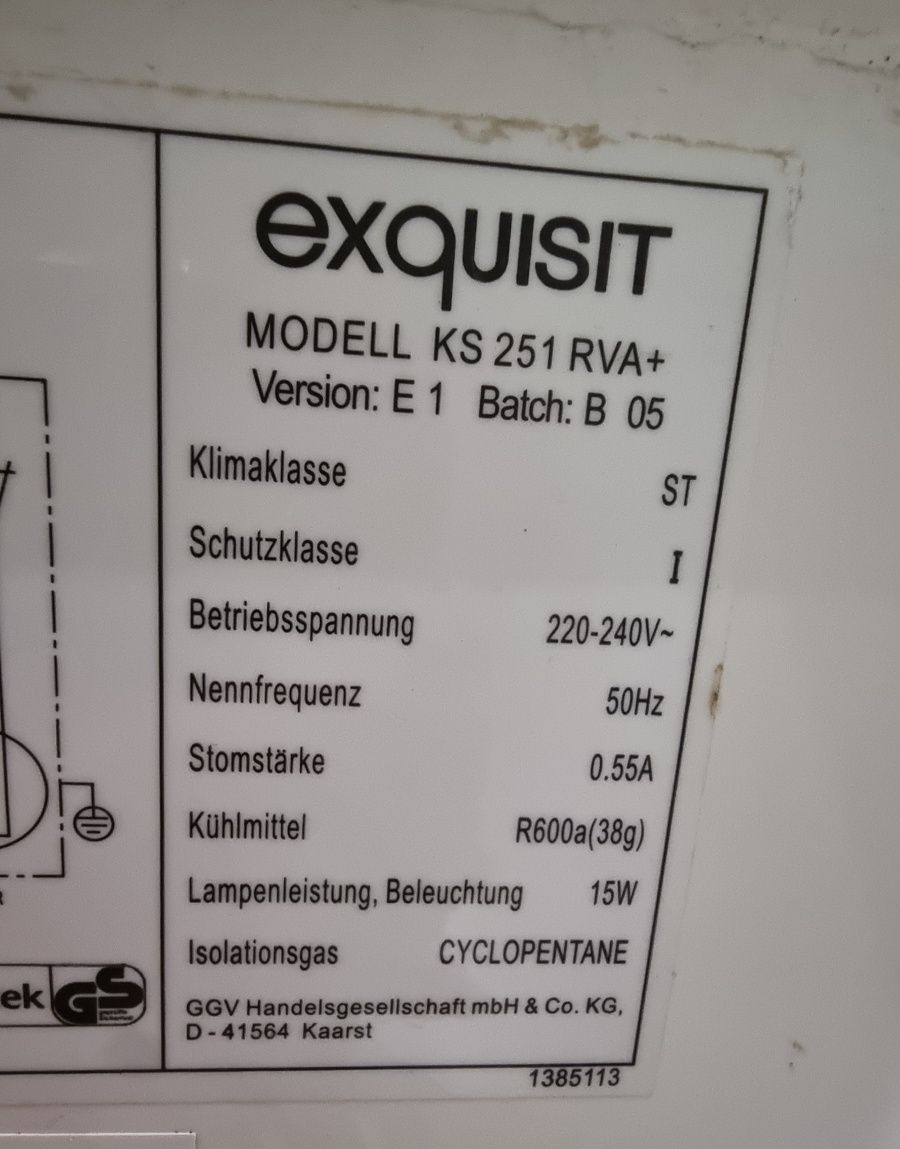 exQUISIT
MODELL KS 251 RVA+
Version: E 1 Batch: B 05
Klimaklasse ST
Schutzklasse I
Betriebsspannung 220-240V~
Nennfrequenz 50Hz
Stomstärke 0.55A
Kühlmittel R600a(38g)
Lampenleistung, Beleuchtung 15W
Isolationsgas CYCLOPENTANE
GGV Handelsgesellschaft mbH & Co. KG,
D - 41564 Kaarst
1385113
ek GS
geprüfte
Sicherheit